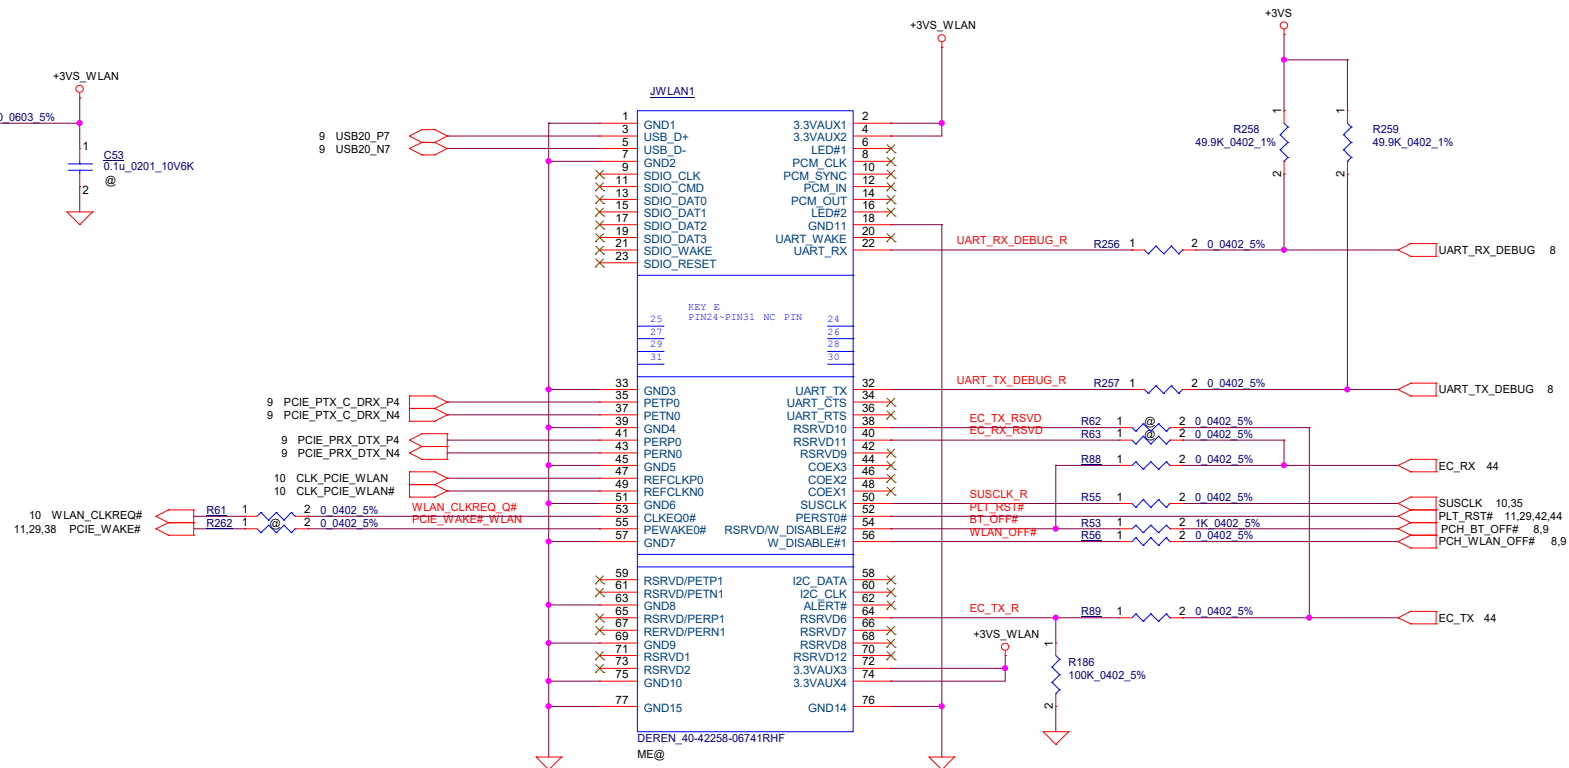 +3VS
+3VS_WLAN
+3VS_WLAN
JWLAN1
0_0603_5%
1
C53
0.1u_0201_10V6K
@
2
9 USB20_P7
9 USB20_N7
1 GND1 3.3VAUX1 2
3 USB_D+ 3.3VAUX2 4
5 USB_D- LED#1 6
7 GND2 PCM_CLK 8
9 SDIO_CLK PCM_SYNC 10
11 SDIO_CMD PCM_IN 12
13 SDIO_DAT0 PCM_OUT 14
15 SDIO_DAT1 LED#2 16
17 SDIO_DAT2 GND11 18
19 SDIO_DAT3 UART_WAKE 20
21 SDIO_WAKE UART_RX 22
23 SDIO_RESET
1 R258 49.9K_0402_1% 2
1 R259 49.9K_0402_1% 2
UART_RX_DEBUG_R R256 1 2 0_0402_5% UART_RX_DEBUG 8
KEY E
PIN24~PIN31 NC PIN
25 24
27 26
29 28
31 30
33 GND3 UART_TX 32 UART_TX_DEBUG_R R257 1 2 0_0402_5% UART_TX_DEBUG 8
9 PCIE_PTX_C_DRX_P4 35 PETP0 UART_CTS 34
9 PCIE_PTX_C_DRX_N4 37 PETN0 UART_RTS 36
39 GND4 RSRVD10 38 EC_TX_RSVD R62 1 @ 2 0_0402_5%
9 PCIE_PRX_DTX_P4 41 PERP0 RSRVD11 40 EC_RX_RSVD R63 1 @ 2 0_0402_5%
9 PCIE_PRX_DTX_N4 43 PERN0 RSRVD9 42
45 GND5 COEX3 44 R88 1 2 0_0402_5% EC_RX 44
10 CLK_PCIE_WLAN 47 REFCLKP0 COEX2 46
10 CLK_PCIE_WLAN# 49 REFCLKN0 COEX1 48
51 GND6 SUSCLK 50 SUSCLK_R R55 1 2 0_0402_5% SUSCLK 10,35
10 WLAN_CLKREQ# R61 1 2 0_0402_5% WLAN_CLKREQ_Q# 53 CLKEQ0# PERST0# 52 PLT_RST# PLT_RST# 11,29,42,44
11,29,38 PCIE_WAKE# R262 1 @ 2 0_0402_5% PCIE_WAKE#_WLAN 55 PEWAKE0# RSRVD/W_DISABLE#2 54 BT_OFF# R53 1 2 1K_0402_5% PCH_BT_OFF# 8,9
57 GND7 W_DISABLE#1 56 WLAN_OFF# R56 1 2 0_0402_5% PCH_WLAN_OFF# 8,9
59 RSRVD/PETP1 I2C_DATA 58
61 RSRVD/PETN1 I2C_CLK 60
63 GND8 ALERT# 62
65 RSRVD/PERP1 RSRVD6 64 EC_TX_R R89 1 2 0_0402_5% EC_TX 44
67 RERVD/PERN1 RSRVD7 66
69 GND9 RSRVD8 68
71 RSRVD1 RSRVD12 70
73 RSRVD2 3.3VAUX3 72
75 GND10 3.3VAUX4 74
77 GND15 GND14 76
+3VS_WLAN
1
R186
100K_0402_5%
2
DEREN_40-42258-06741RHF
ME@